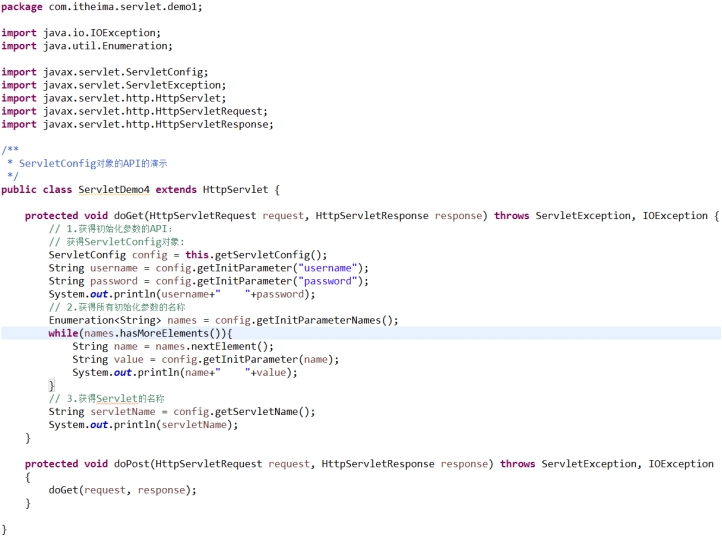 package com.itheima.servlet.demo1;
import java.io.IOException;
import java.util.Enumeration;
import javax.servlet.ServletConfig;
import javax.servlet.ServletException;
import javax.servlet.http.HttpServlet;
import javax.servlet.http.HttpServletRequest;
import javax.servlet.http.HttpServletResponse;
/**
 * ServletConfig对象的API的演示
 */
public class ServletDemo4 extends HttpServlet {
    protected void doGet(HttpServletRequest request, HttpServletResponse response) throws ServletException, IOException {
        // 1.获得初始化参数的API：
        // 获得ServletConfig对象:
        ServletConfig config = this.getServletConfig();
        String username = config.getInitParameter("username");
        String password = config.getInitParameter("password");
        System.out.println(username+"    "+password);
        // 2.获得所有初始化参数的名称
        Enumeration<String> names = config.getInitParameterNames();
        while(names.hasMoreElements()){
            String name = names.nextElement();
            String value = config.getInitParameter(name);
            System.out.println(name+"    "+value);
        }
        // 3.获得Servlet的名称
        String servletName = config.getServletName();
        System.out.println(servletName);
    }
    protected void doPost(HttpServletRequest request, HttpServletResponse response) throws ServletException, IOException
    {
        doGet(request, response);
    }
}